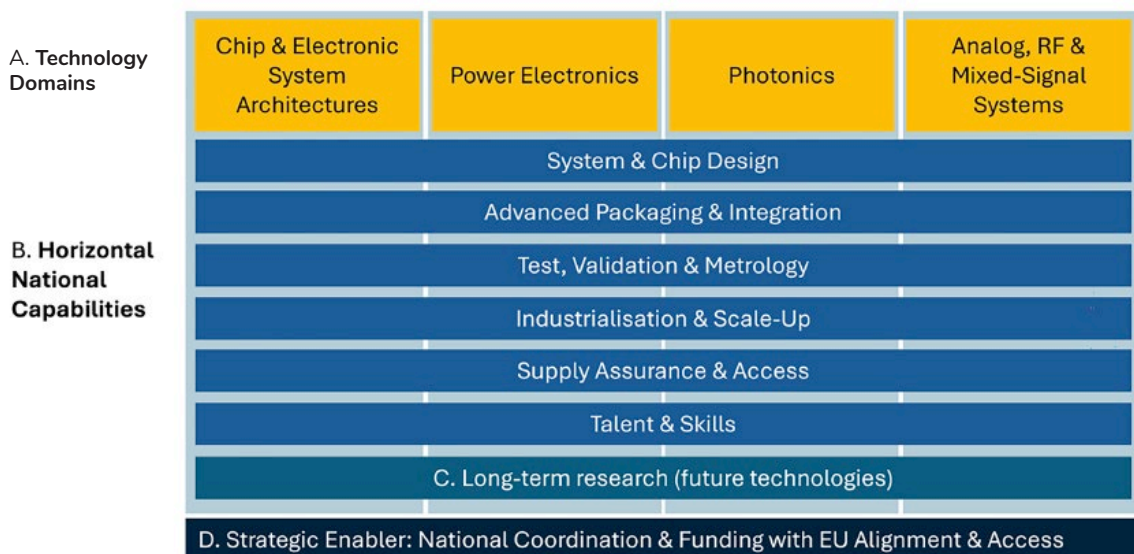 A. Technology
Domains
Chip & Electronic
System
Architectures
Power Electronics
Photonics
Analog, RF &
Mixed-Signal
Systems
B. Horizontal
National
Capabilities
System & Chip Design
Advanced Packaging & Integration
Test, Validation & Metrology
Industrialisation & Scale-Up
Supply Assurance & Access
Talent & Skills
C. Long-term research (future technologies)
D. Strategic Enabler: National Coordination & Funding with EU Alignment & Access